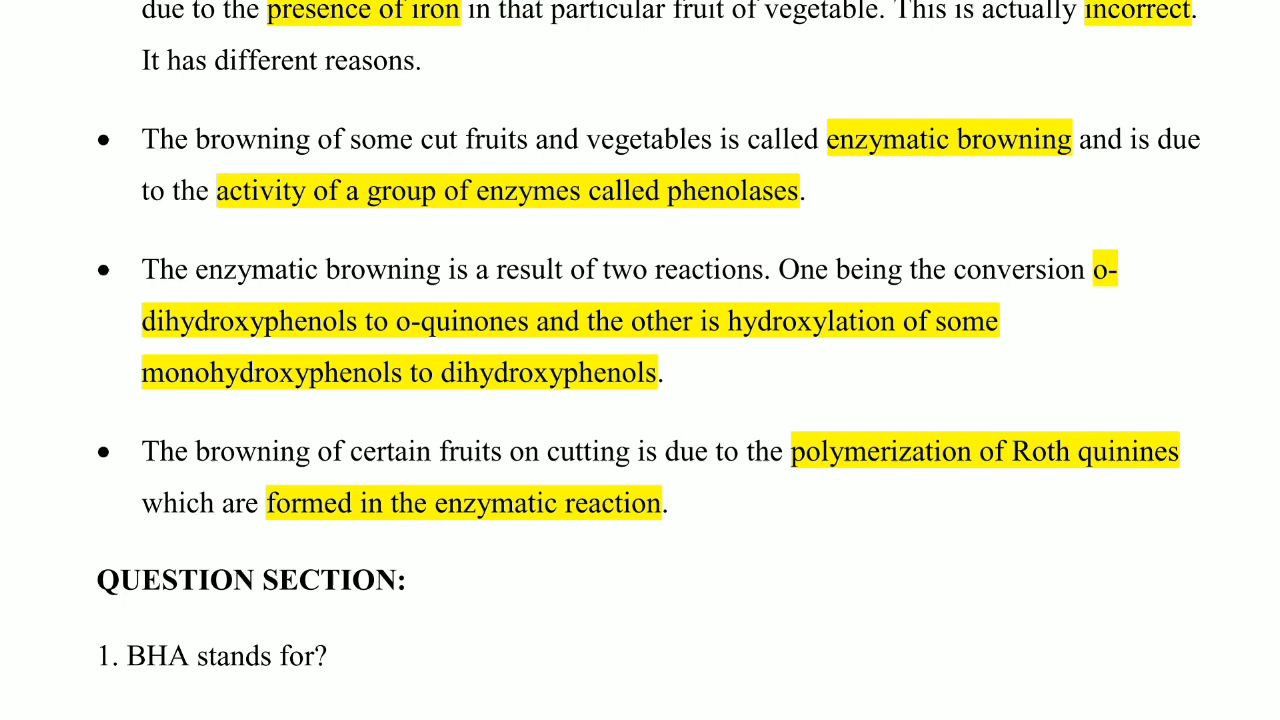 due to the presence of iron in that particular fruit of vegetable. This is actually incorrect.
It has different reasons.
• The browning of some cut fruits and vegetables is called enzymatic browning and is due
to the activity of a group of enzymes called phenolases.
• The enzymatic browning is a result of two reactions. One being the conversion o-
dihydroxyphenols to o-quinones and the other is hydroxylation of some
monohydroxyphenols to dihydroxyphenols.
• The browning of certain fruits on cutting is due to the polymerization of Roth quinines
which are formed in the enzymatic reaction.
QUESTION SECTION:
1. BHA stands for?